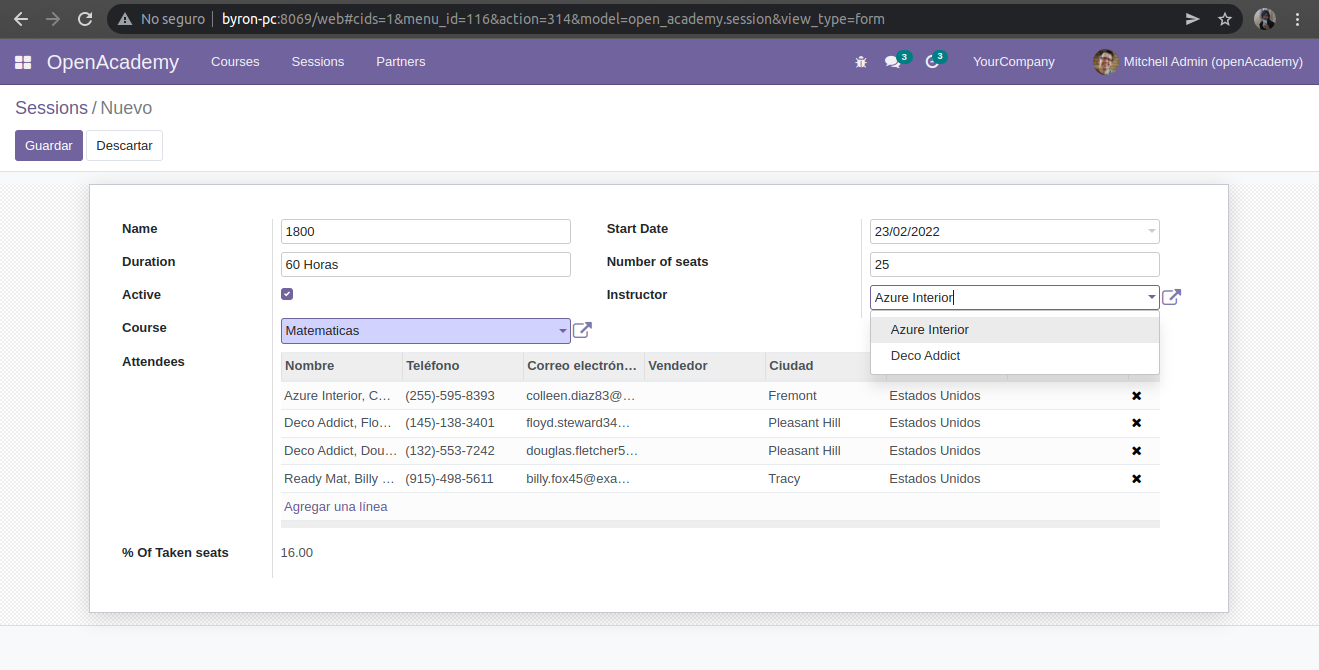 No seguro byron-pc:8069/web#cids=1&menu_id=116&action=314&model=open_academy.session&view_type=form
OpenAcademy Courses Sessions Partners 3 3 YourCompany Mitchell Admin (openAcademy)
Sessions / Nuevo
Guardar Descartar
Name 1800 Start Date 23/02/2022
Duration 60 Horas Number of seats 25
Active Instructor Azure Interior
Course Matematicas
Azure Interior
Deco Addict
Attendees Nombre Teléfono Correo electrón... Vendedor Ciudad
Azure Interior, C... (255)-595-8393 colleen.diaz83@... Fremont Estados Unidos
Deco Addict, Flo... (145)-138-3401 floyd.steward34... Pleasant Hill Estados Unidos
Deco Addict, Dou... (132)-553-7242 douglas.fletcher5... Pleasant Hill Estados Unidos
Ready Mat, Billy ... (915)-498-5611 billy.fox45@exa... Tracy Estados Unidos
Agregar una línea
% Of Taken seats 16.00